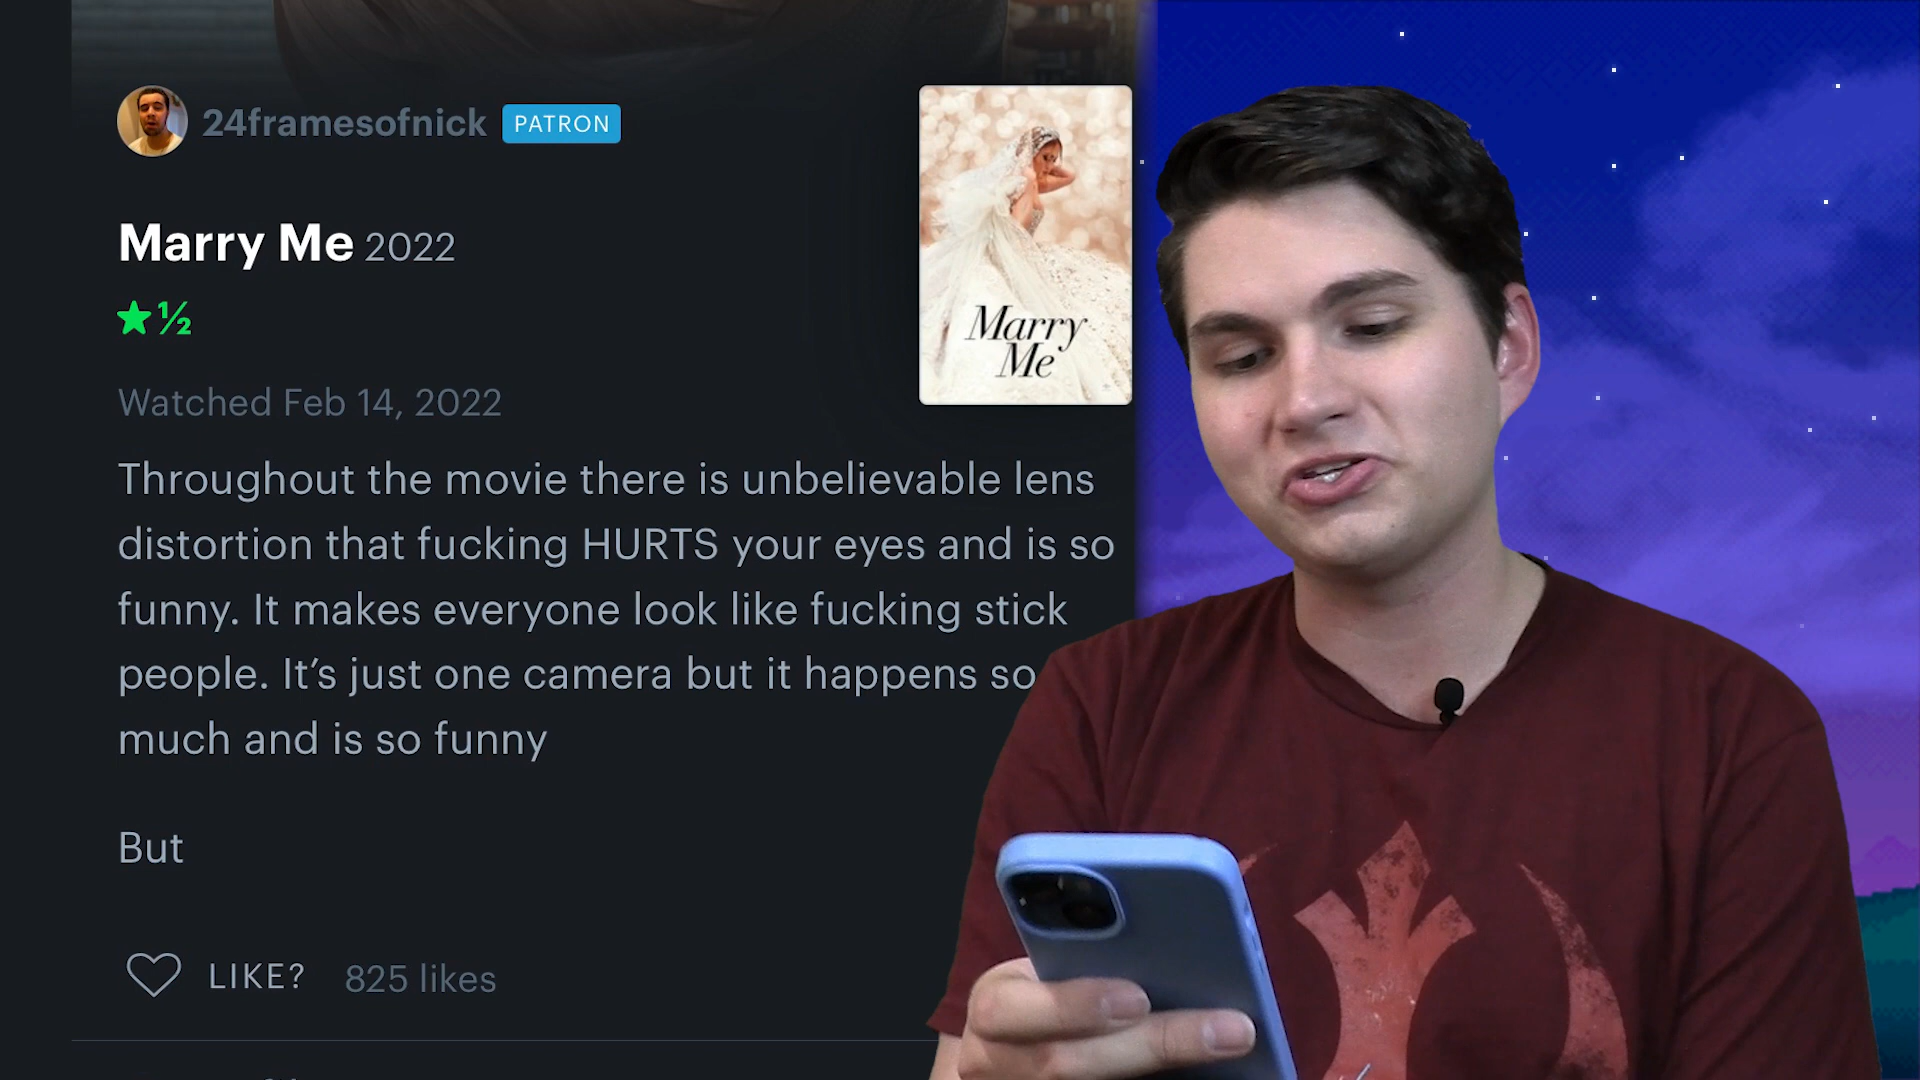 24framesofnick PATRON
Marry Me 2022
★½
Watched Feb 14, 2022
Throughout the movie there is unbelievable lens
distortion that fucking HURTS your eyes and is so
funny. It makes everyone look like fucking stick
people. It’s just one camera but it happens so
much and is so funny
But
LIKE? 825 likes
Marry
Me